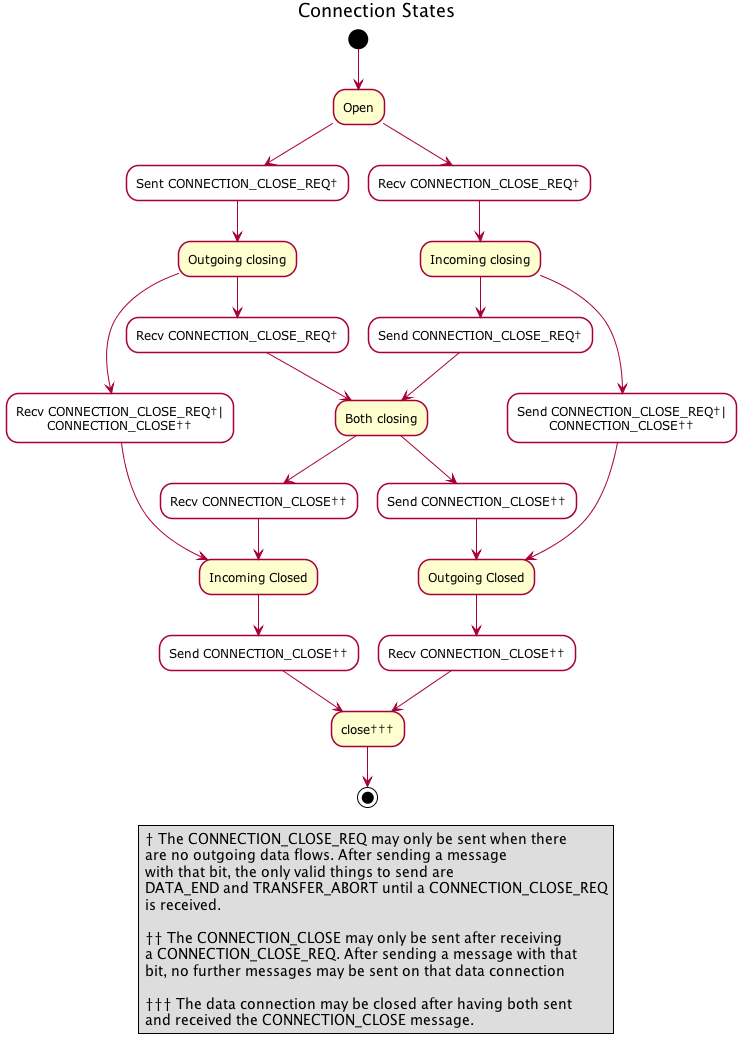 Connection States
Open
Sent CONNECTION_CLOSE_REQ†
Recv CONNECTION_CLOSE_REQ†
Outgoing closing
Incoming closing
Recv CONNECTION_CLOSE_REQ†
Send CONNECTION_CLOSE_REQ†
Recv CONNECTION_CLOSE_REQ†|
CONNECTION_CLOSE††
Both closing
Send CONNECTION_CLOSE_REQ†|
CONNECTION_CLOSE††
Recv CONNECTION_CLOSE††
Send CONNECTION_CLOSE††
Incoming Closed
Outgoing Closed
Send CONNECTION_CLOSE††
Recv CONNECTION_CLOSE††
close†††
† The CONNECTION_CLOSE_REQ may only be sent when there
are no outgoing data flows. After sending a message
with that bit, the only valid things to send are
DATA_END and TRANSFER_ABORT until a CONNECTION_CLOSE_REQ
is received.
†† The CONNECTION_CLOSE may only be sent after receiving
a CONNECTION_CLOSE_REQ. After sending a message with that
bit, no further messages may be sent on that data connection
††† The data connection may be closed after having both sent
and received the CONNECTION_CLOSE message.